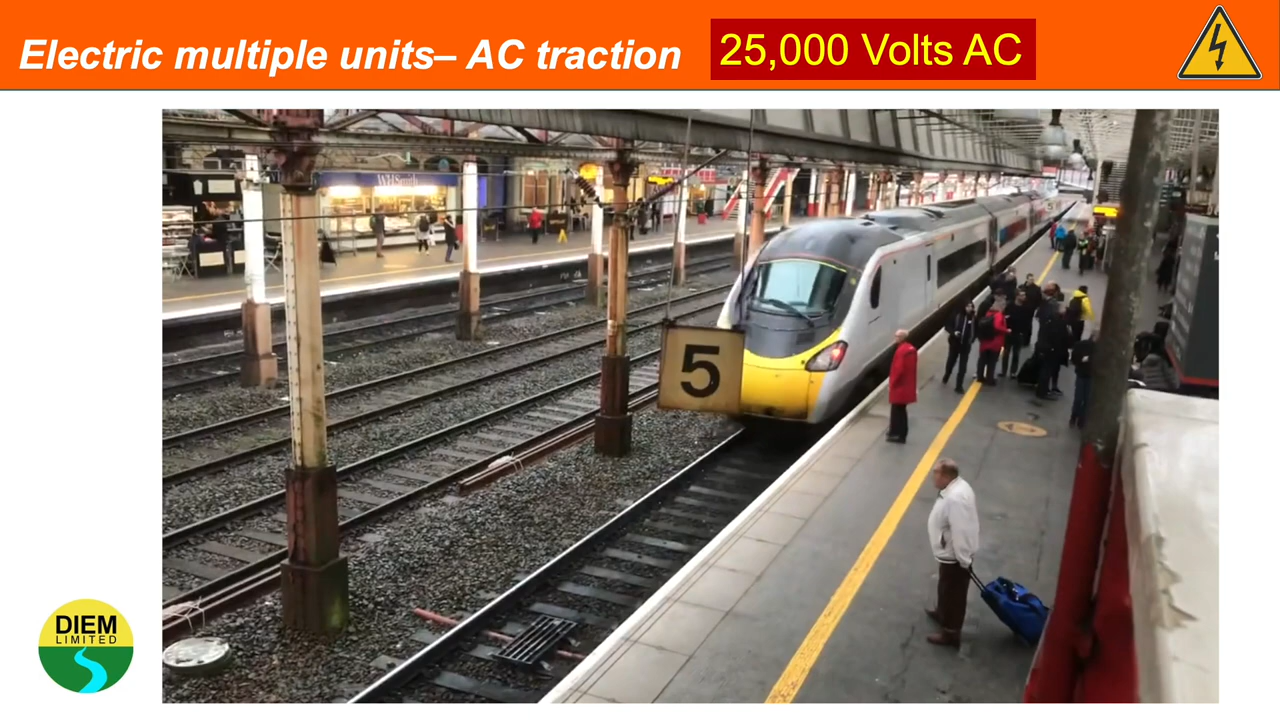 Electric multiple units– AC traction
25,000 Volts AC
WHSmith
5
DIEM
LIMITED